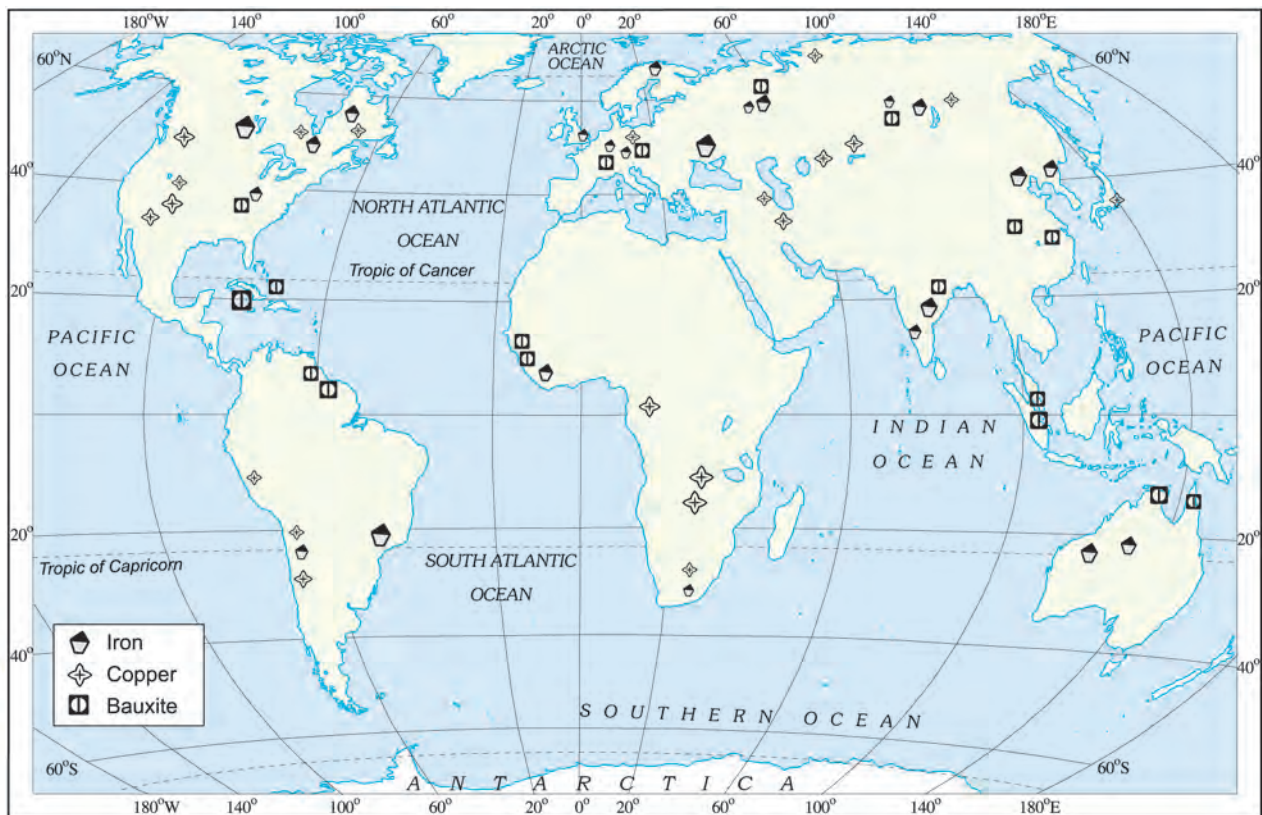 180°W 140° 100° 60° 20° 0° 20° 60° 100° 140° 180°E
60°N
ARCTIC
OCEAN
60°N
40°
40°
NORTH ATLANTIC
OCEAN
Tropic of Cancer
20°
20°
PACIFIC
OCEAN
PACIFIC
OCEAN
INDIAN
OCEAN
20°
20°
Tropic of Capricorn
SOUTH ATLANTIC
OCEAN
Iron
Copper
Bauxite
40°
40°
SOUTHERN OCEAN
60°S
60°S
ANTARCTICA
180°W 140° 100° 60° 20° 0° 20° 60° 100° 140° 180°E